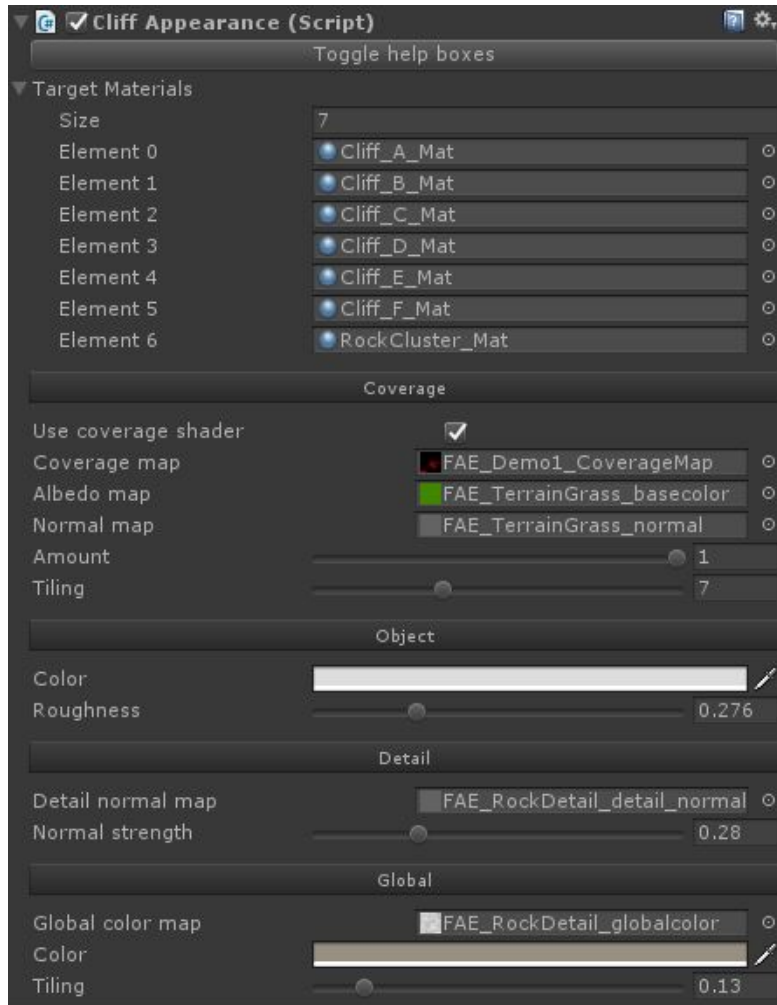 Cliff Appearance (Script)
Toggle help boxes
Target Materials
Size 7
Element 0 Cliff_A_Mat
Element 1 Cliff_B_Mat
Element 2 Cliff_C_Mat
Element 3 Cliff_D_Mat
Element 4 Cliff_E_Mat
Element 5 Cliff_F_Mat
Element 6 RockCluster_Mat
Coverage
Use coverage shader
Coverage map FAE_Demo1_CoverageMap
Albedo map FAE_TerrainGrass_basecolor
Normal map FAE_TerrainGrass_normal
Amount 1
Tiling 7
Object
Color
Roughness 0.276
Detail
Detail normal map FAE_RockDetail_detail_normal
Normal strength 0.28
Global
Global color map FAE_RockDetail_globalcolor
Color
Tiling 0.13